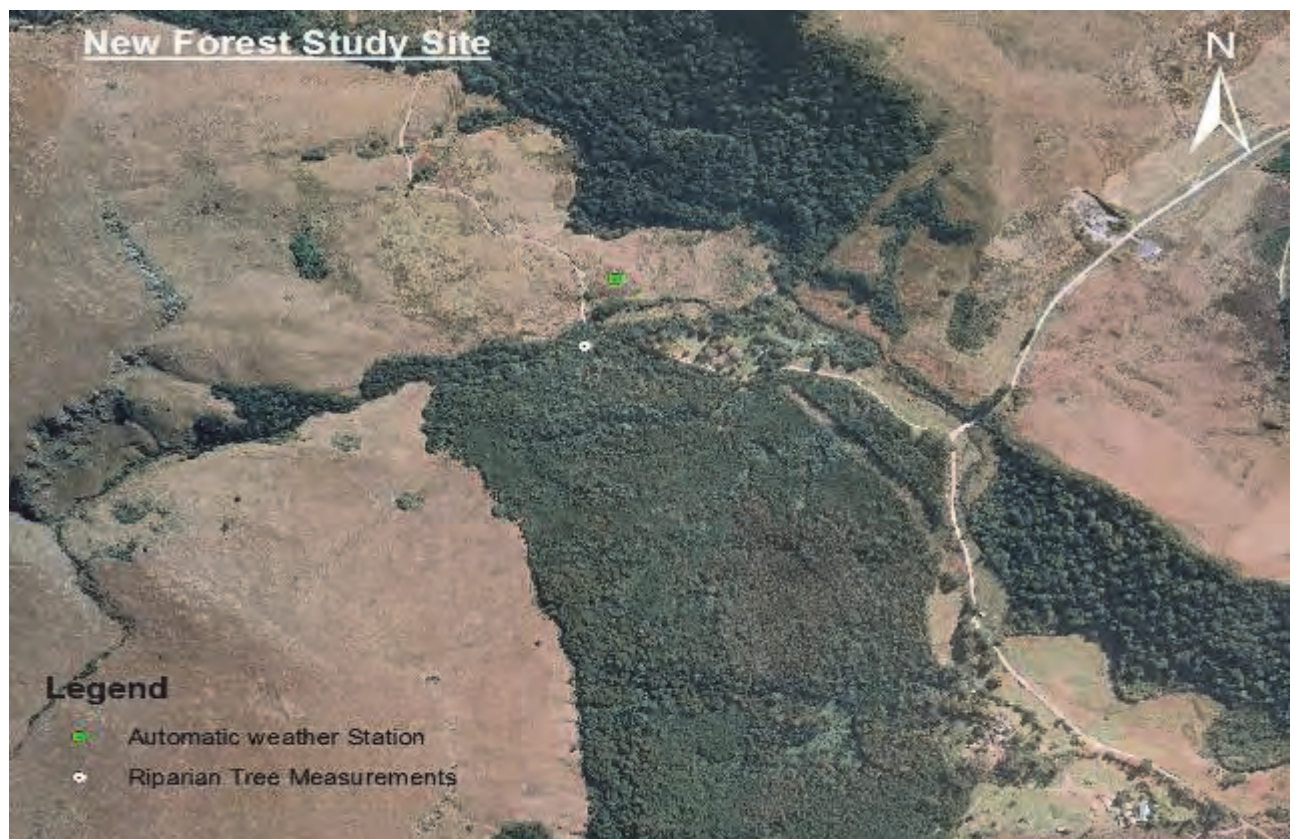 New Forest Study Site
N
Legend
Automatic weather Station
Riparian Tree Measurements